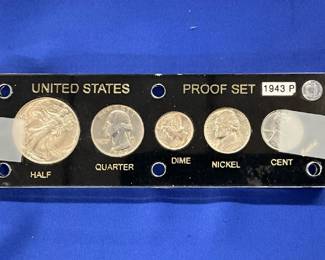 UNITED STATES PROOF SET 1943 P
HALF QUARTER DIME NICKEL CENT